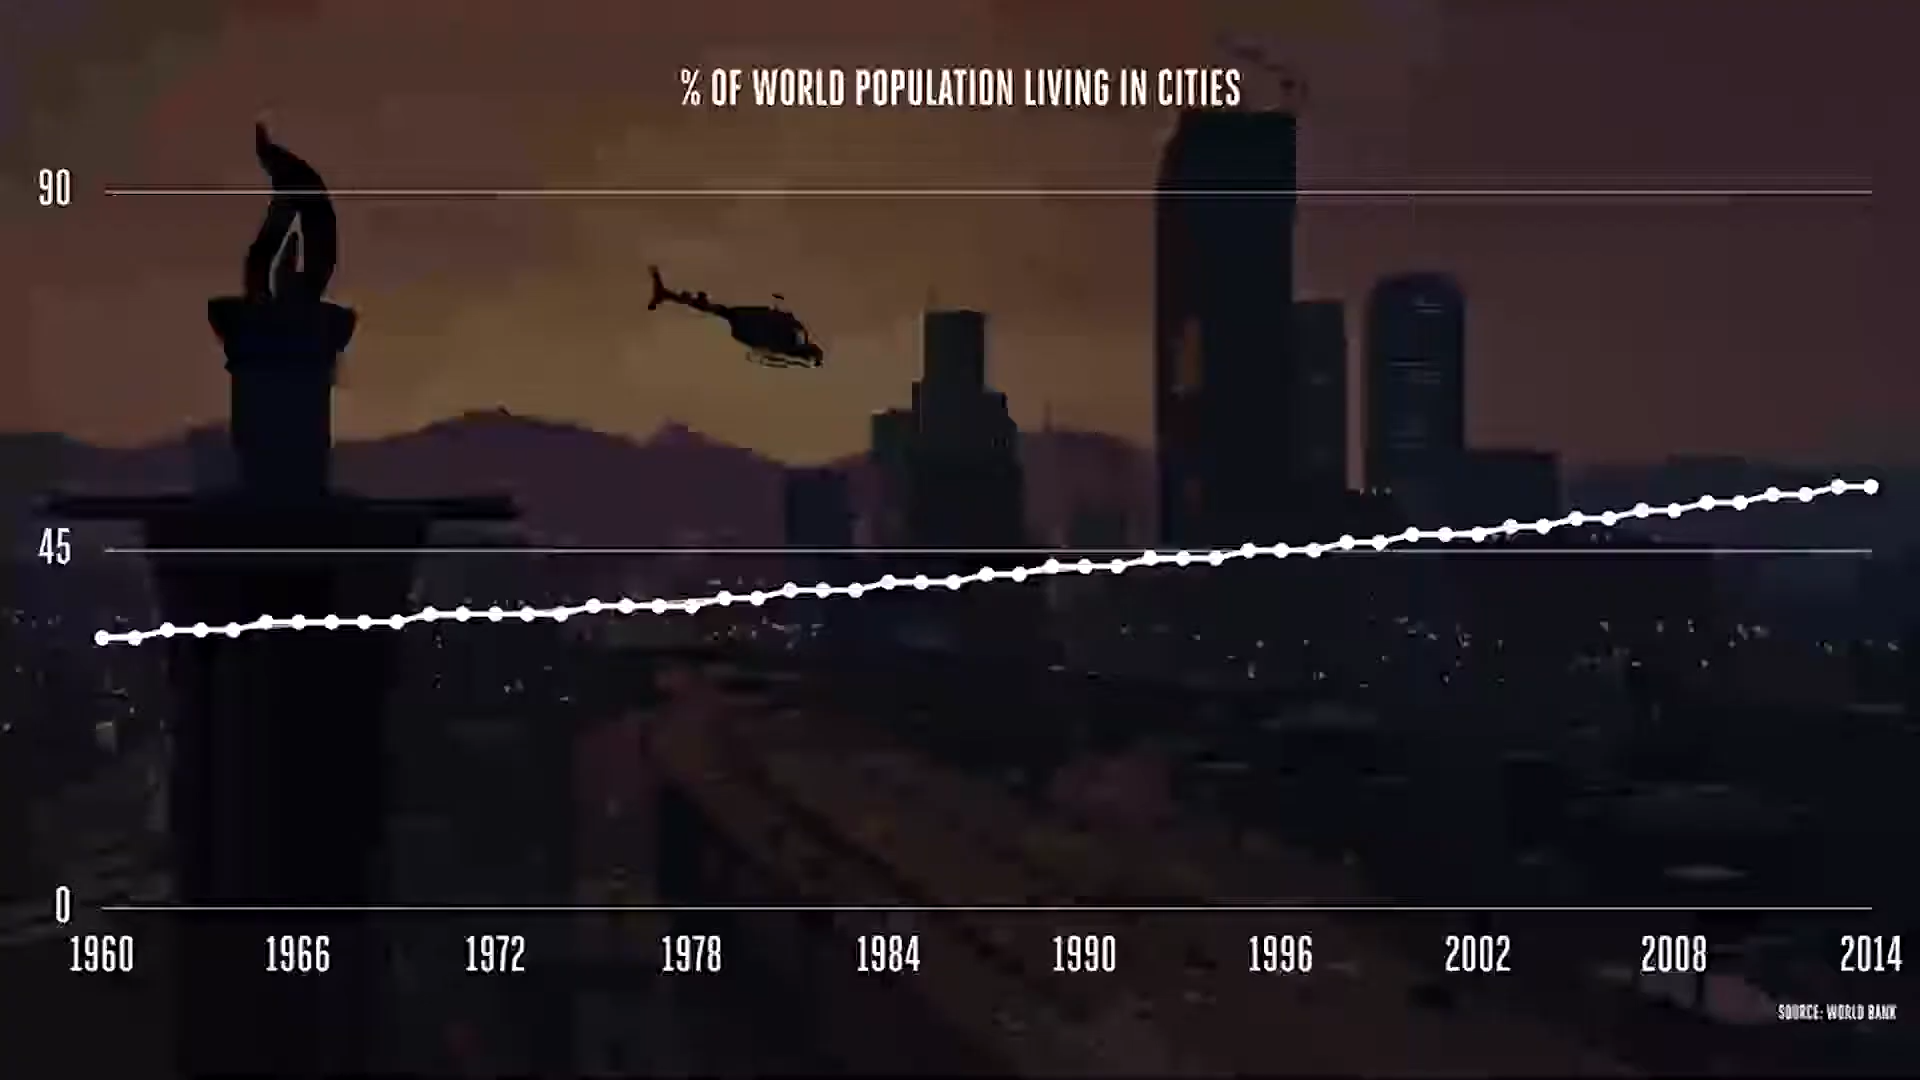 % OF WORLD POPULATION LIVING IN CITIES
90
45
0
1960 1966 1972 1978 1984 1990 1996 2002 2008 2014
SOURCE: WORLD BANK